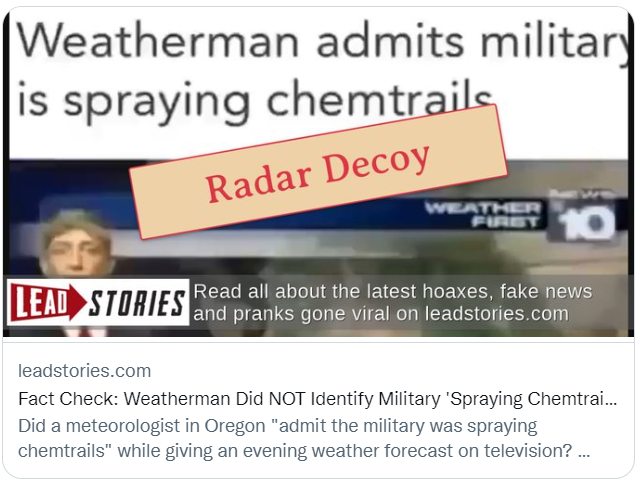 Weatherman admits military
is spraying chemtrails
Radar Decoy
WEATHER
FIRST
NEWS
10
LEAD STORIES
Read all about the latest hoaxes, fake news
and pranks gone viral on leadstories.com
leadstories.com
Fact Check: Weatherman Did NOT Identify Military 'Spraying Chemtrai...
Did a meteorologist in Oregon "admit the military was spraying
chemtrails" while giving an evening weather forecast on television? ...